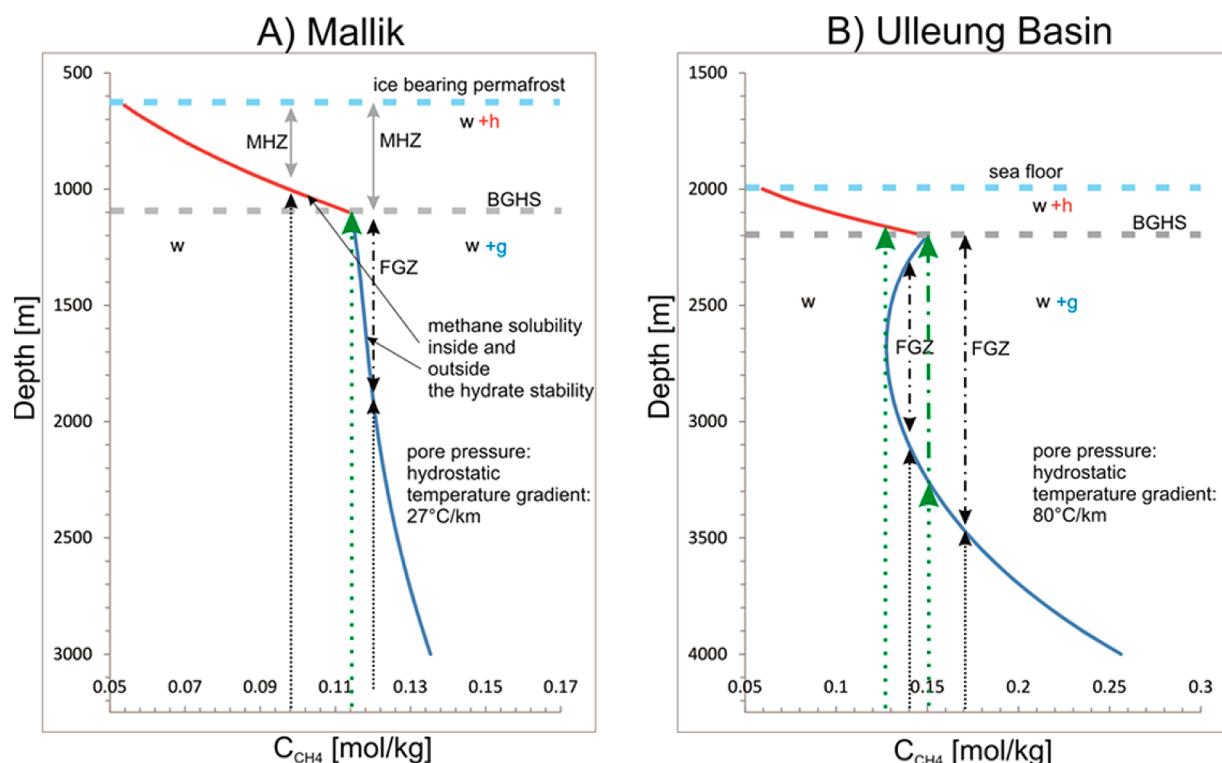 A) Mallik
500
1000
1500
2000
2500
3000
Depth [m]
ice bearing permafrost
w +h
MHZ
MHZ
BGHS
w
w +g
FGZ
methane solubility
inside and
outside
the hydrate stability
pore pressure:
hydrostatic
temperature gradient:
27°C/km
0.05
0.07
0.09
0.11
0.13
0.15
0.17
C_CH4 [mol/kg]
B) Ulleung Basin
1500
2000
2500
3000
3500
4000
Depth [m]
sea floor
w +h
BGHS
w
w +g
FGZ
FGZ
pore pressure:
hydrostatic
temperature gradient:
80°C/km
0.05
0.1
0.15
0.2
0.25
0.3
C_CH4 [mol/kg]